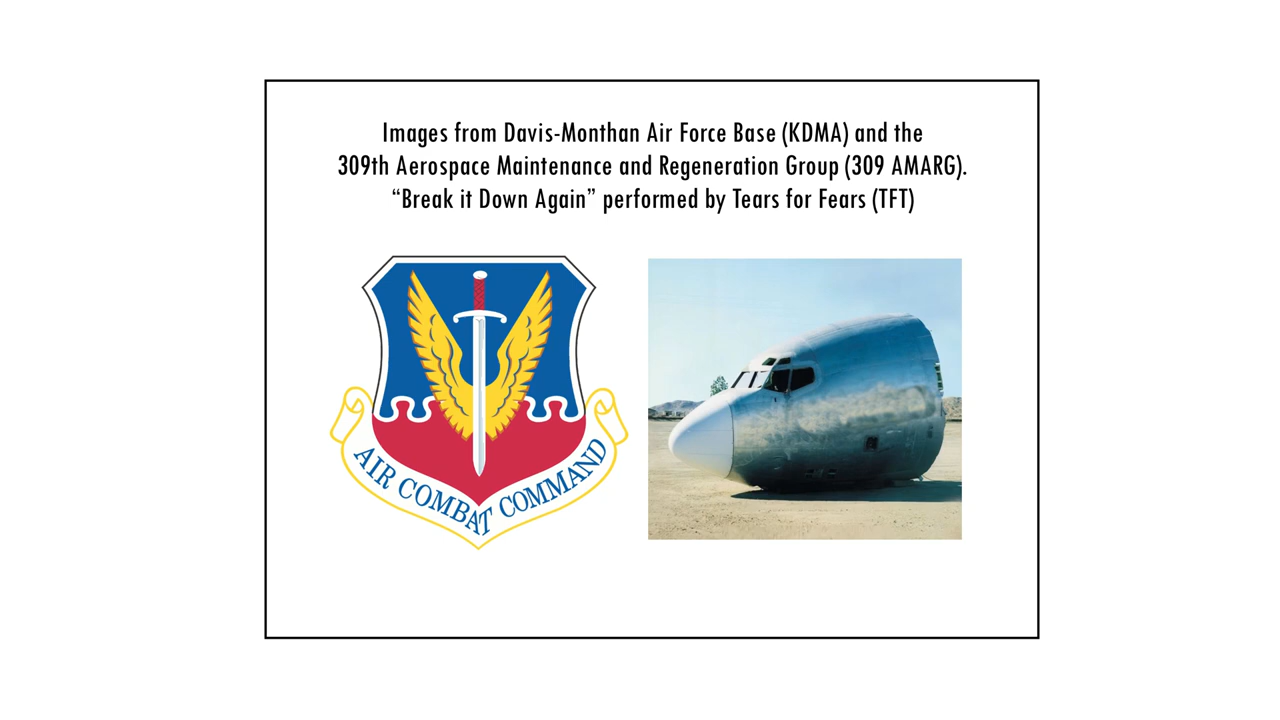 Images from Davis-Monthan Air Force Base (KDMA) and the
309th Aerospace Maintenance and Regeneration Group (309 AMARG).
“Break it Down Again” performed by Tears for Fears (TFT)
AIR COMBAT COMMAND